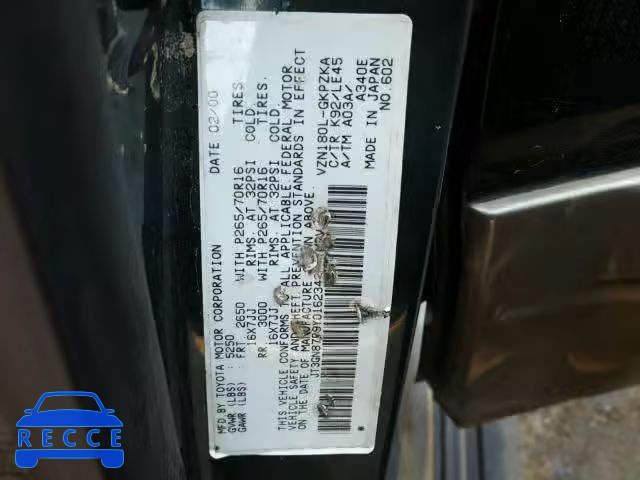 MFD BY TOYOTA MOTOR CORPORATION DATE 02/00
GVWR (LBS) 5250
GAWR (LBS) FR: 2650 WITH P265/70R16 TIRES.
16X7JJ RIMS. AT 32PSI COLD.
RR: 3000 WITH P265/70R16 TIRES.
16X7JJ RIMS. AT 32PSI COLD.
THIS VEHICLE CONFORMS TO ALL APPLICABLE FEDERAL MOTOR
VEHICLE SAFETY AND THEFT PREVENTION STANDARDS IN EFFECT
ON THE DATE OF MANUFACTURE SHOWN ABOVE.
VZN180L-GKPZKA
C/TR K92/LE45
A/TM A03A/ A340E
MADE IN JAPAN
NO.602
RECCE